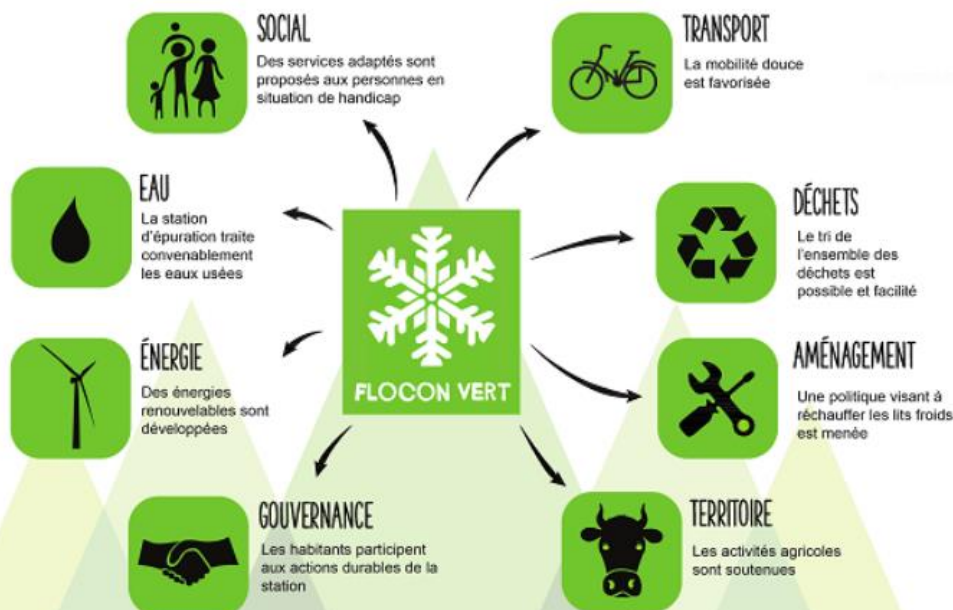 SOCIAL
Des services adaptés sont
proposés aux personnes en
situation de handicap
TRANSPORT
La mobilité douce
est favorisée
EAU
La station
d'épuration traite
convenablement
les eaux usées
DÉCHETS
Le tri de
l'ensemble des
déchets est
possible et facilité
FLOCON VERT
ÉNERGIE
Des énergies
renouvelables sont
développées
AMÉNAGEMENT
Une politique visant à
réchauffer les lits froids
est menée
GOUVERNANCE
Les habitants participent
aux actions durables de la
station
TERRITOIRE
Les activités agricoles
sont soutenues